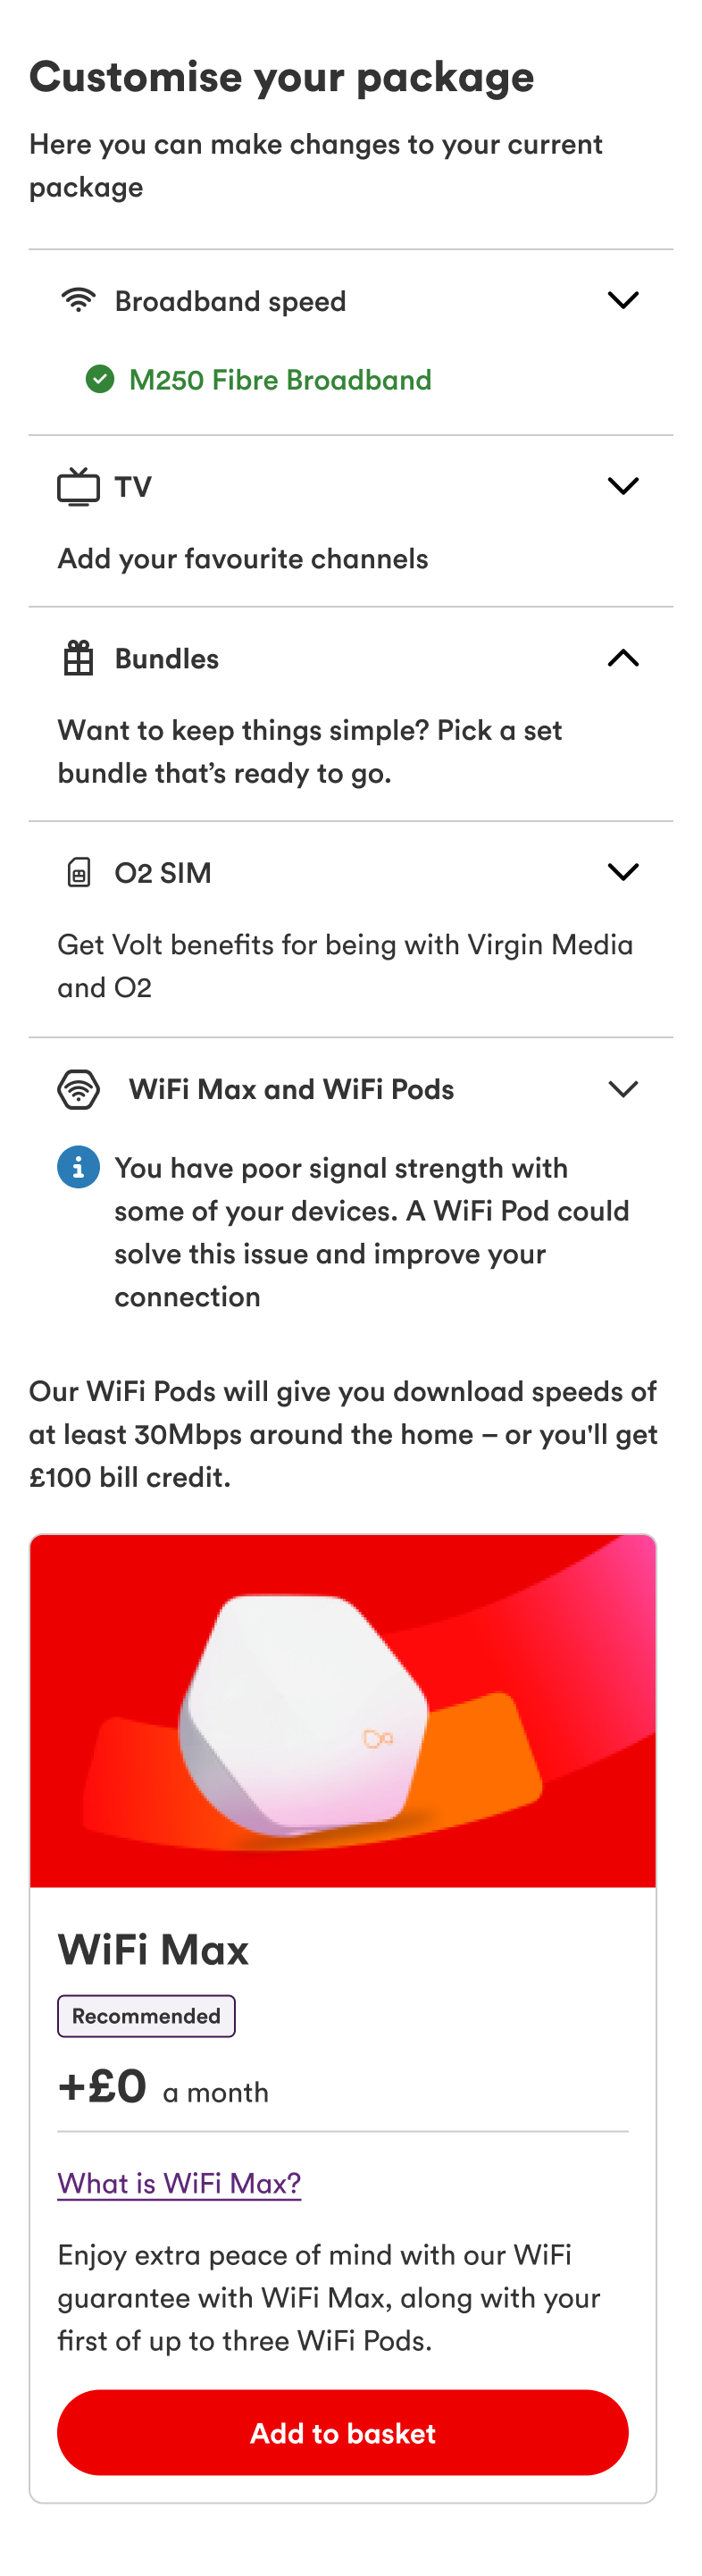 Customise your package
Here you can make changes to your current
package
Broadband speed
M250 Fibre Broadband
TV
Add your favourite channels
Bundles
Want to keep things simple? Pick a set
bundle that’s ready to go.
O2 SIM
Get Volt benefits for being with Virgin Media
and O2
WiFi Max and WiFi Pods
You have poor signal strength with
some of your devices. A WiFi Pod could
solve this issue and improve your
connection
Our WiFi Pods will give you download speeds of
at least 30Mbps around the home – or you'll get
£100 bill credit.
WiFi Max
Recommended
+£0 a month
What is WiFi Max?
Enjoy extra peace of mind with our WiFi
guarantee with WiFi Max, along with your
first of up to three WiFi Pods.
Add to basket